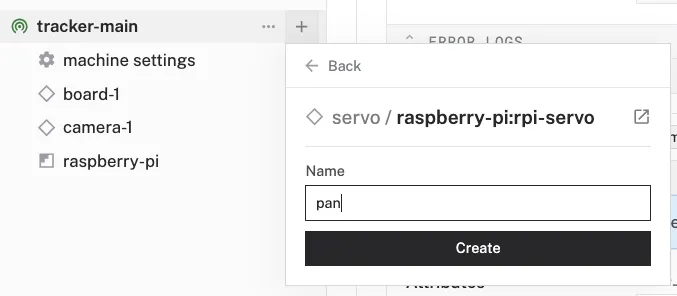 tracker-main
machine settings
board-1
camera-1
raspberry-pi
ERROR LOGS
Back
servo / raspberry-pi:rpi-servo
Name
pan
Create